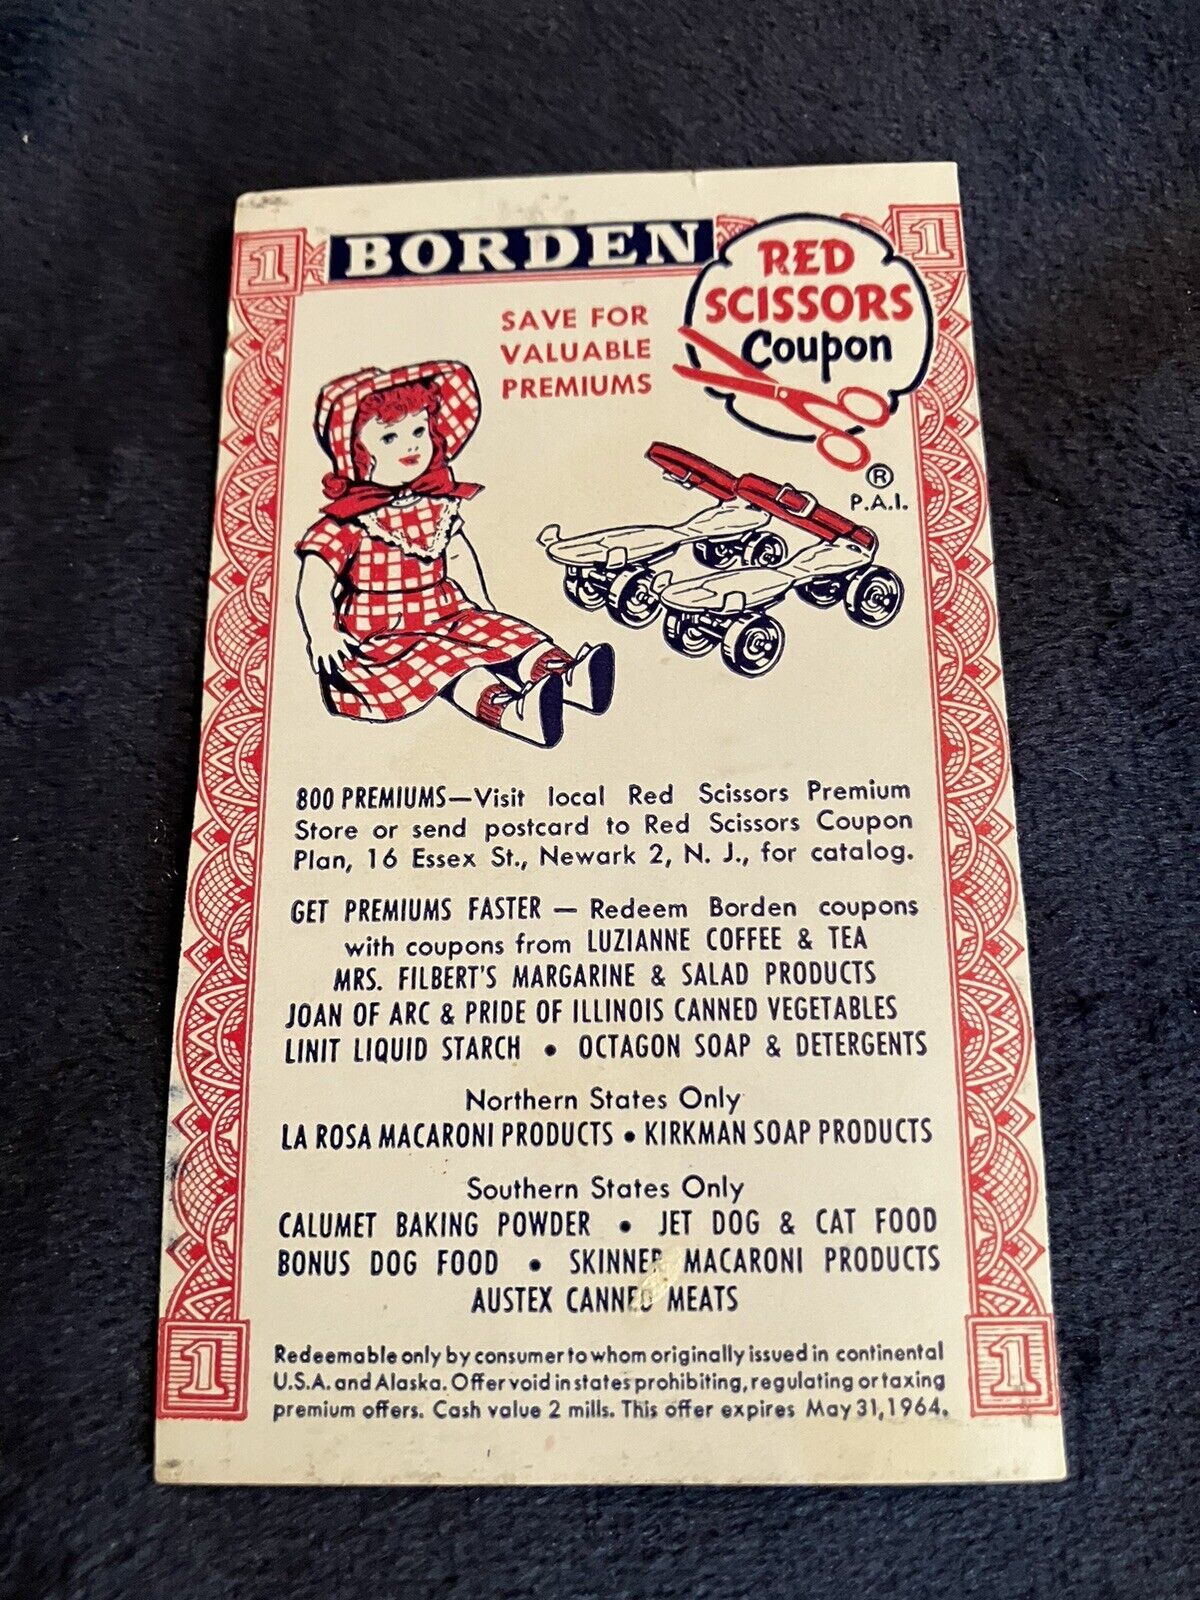 1 BORDEN RED 1
SCISSORS
Coupon
SAVE FOR
VALUABLE
PREMIUMS
®
P.A.I.
800 PREMIUMS—Visit local Red Scissors Premium
Store or send postcard to Red Scissors Coupon
Plan, 16 Essex St., Newark 2, N. J., for catalog.
GET PREMIUMS FASTER — Redeem Borden coupons
with coupons from LUZIANNE COFFEE & TEA
MRS. FILBERT'S MARGARINE & SALAD PRODUCTS
JOAN OF ARC & PRIDE OF ILLINOIS CANNED VEGETABLES
LINIT LIQUID STARCH • OCTAGON SOAP & DETERGENTS
Northern States Only
LA ROSA MACARONI PRODUCTS • KIRKMAN SOAP PRODUCTS
Southern States Only
CALUMET BAKING POWDER • JET DOG & CAT FOOD
BONUS DOG FOOD • SKINNER MACARONI PRODUCTS
AUSTEX CANNED MEATS
Redeemable only by consumer to whom originally issued in continental
U.S.A. and Alaska. Offer void in states prohibiting, regulating or taxing
premium offers. Cash value 2 mills. This offer expires May 31, 1964.
1 1